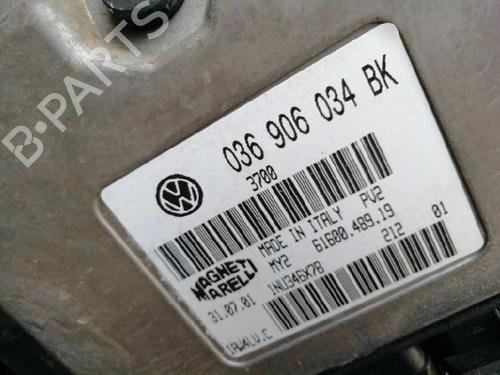 B-PARTS
036 906 034 BK
3700
MADE IN ITALY PV2
MY2 61600.489.19
212 01
1NU346X7B
MAGNETI
MARELLI
31.07.01
IAW4LV.C